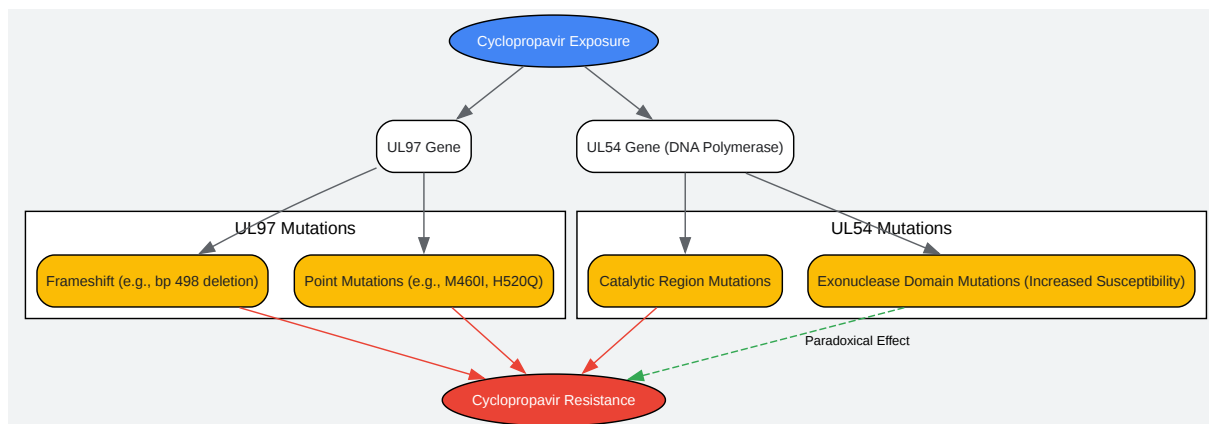 Cyclopropavir Exposure
UL97 Gene
UL54 Gene (DNA Polymerase)
UL97 Mutations
UL54 Mutations
Frameshift (e.g., bp 498 deletion)
Point Mutations (e.g., M460I, H520Q)
Catalytic Region Mutations
Exonuclease Domain Mutations (Increased Susceptibility)
Paradoxical Effect
Cyclopropavir Resistance